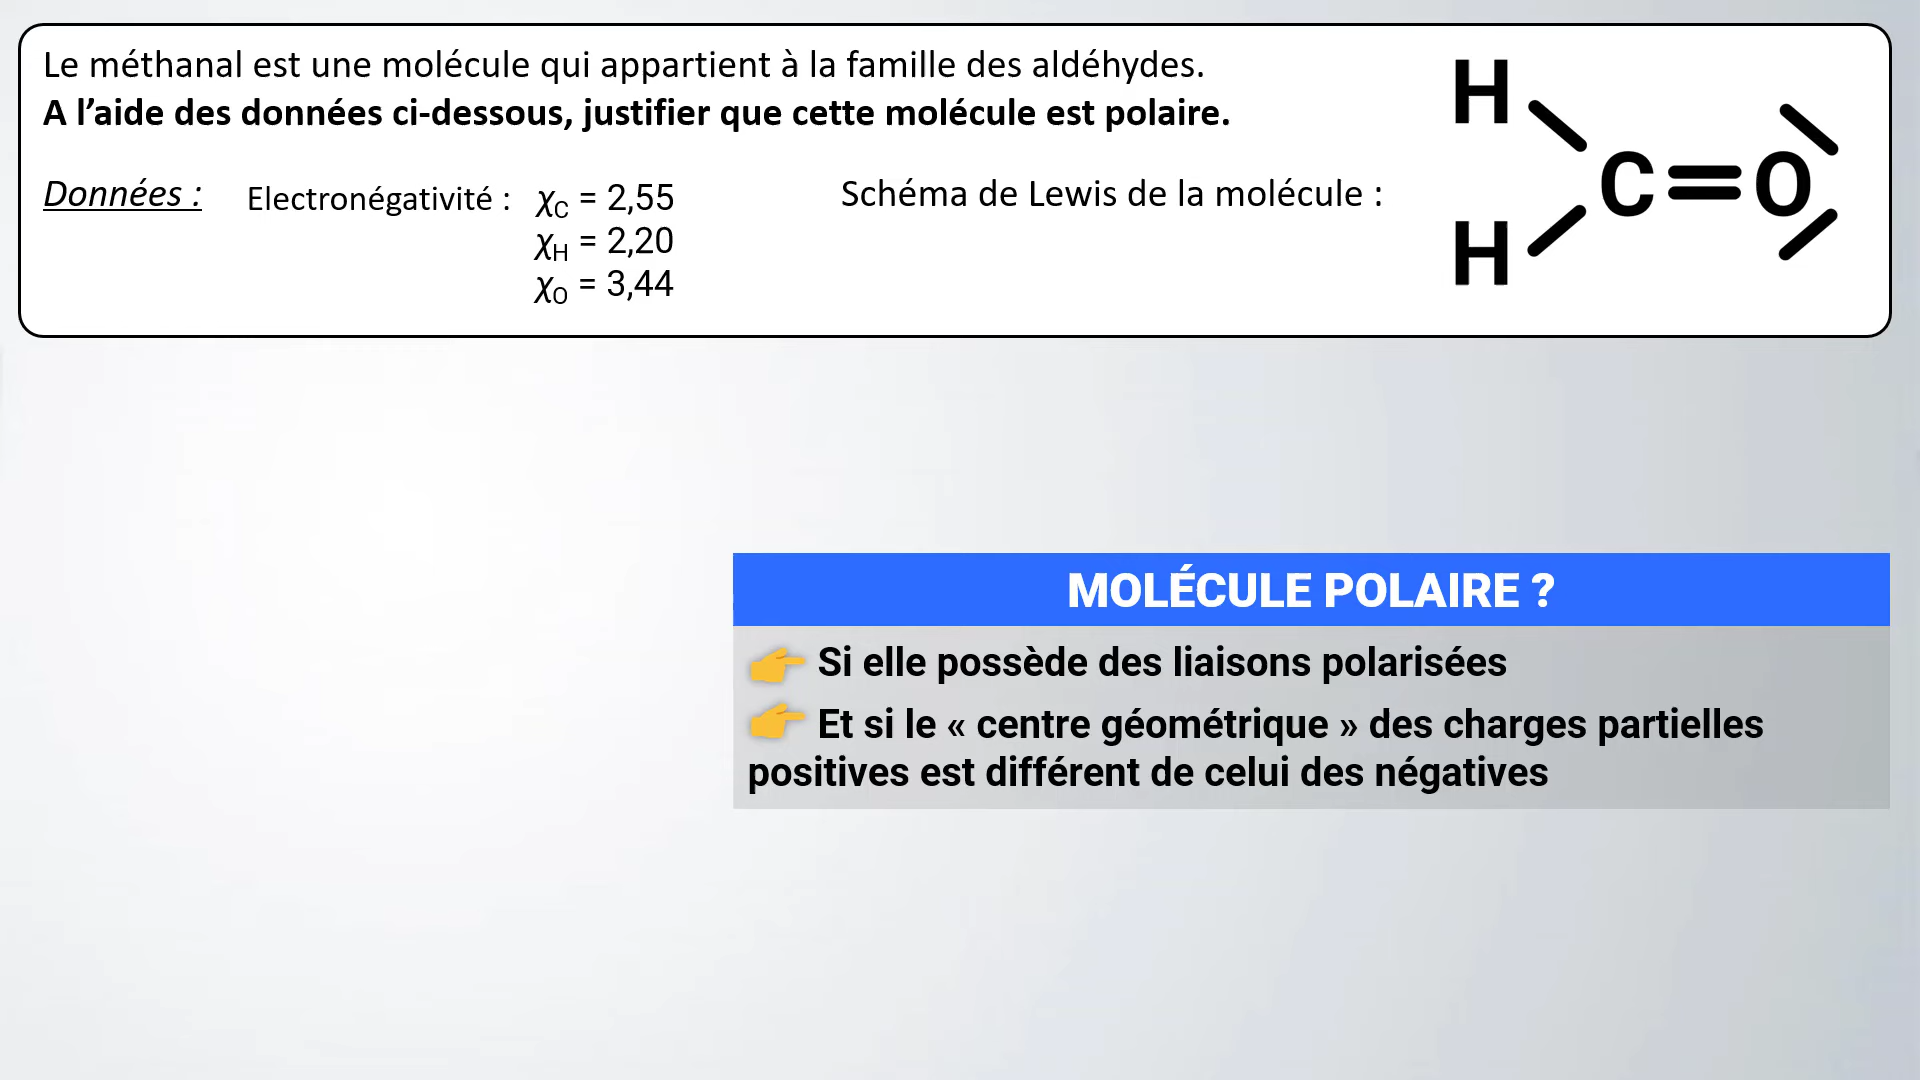 Le méthanal est une molécule qui appartient à la famille des aldéhydes.
A l’aide des données ci-dessous, justifier que cette molécule est polaire.
Données : Electronégativité : χC = 2,55
χH = 2,20
χO = 3,44
Schéma de Lewis de la molécule :
H
C=O
H
MOLÉCULE POLAIRE ?
👉 Si elle possède des liaisons polarisées
👉 Et si le « centre géométrique » des charges partielles
positives est différent de celui des négatives